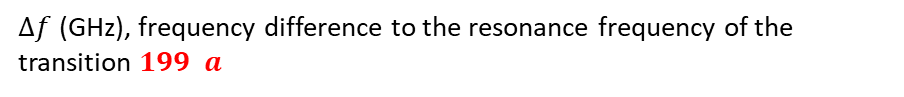 Δf (GHz), frequency difference to the resonance frequency of the
transition 199 a